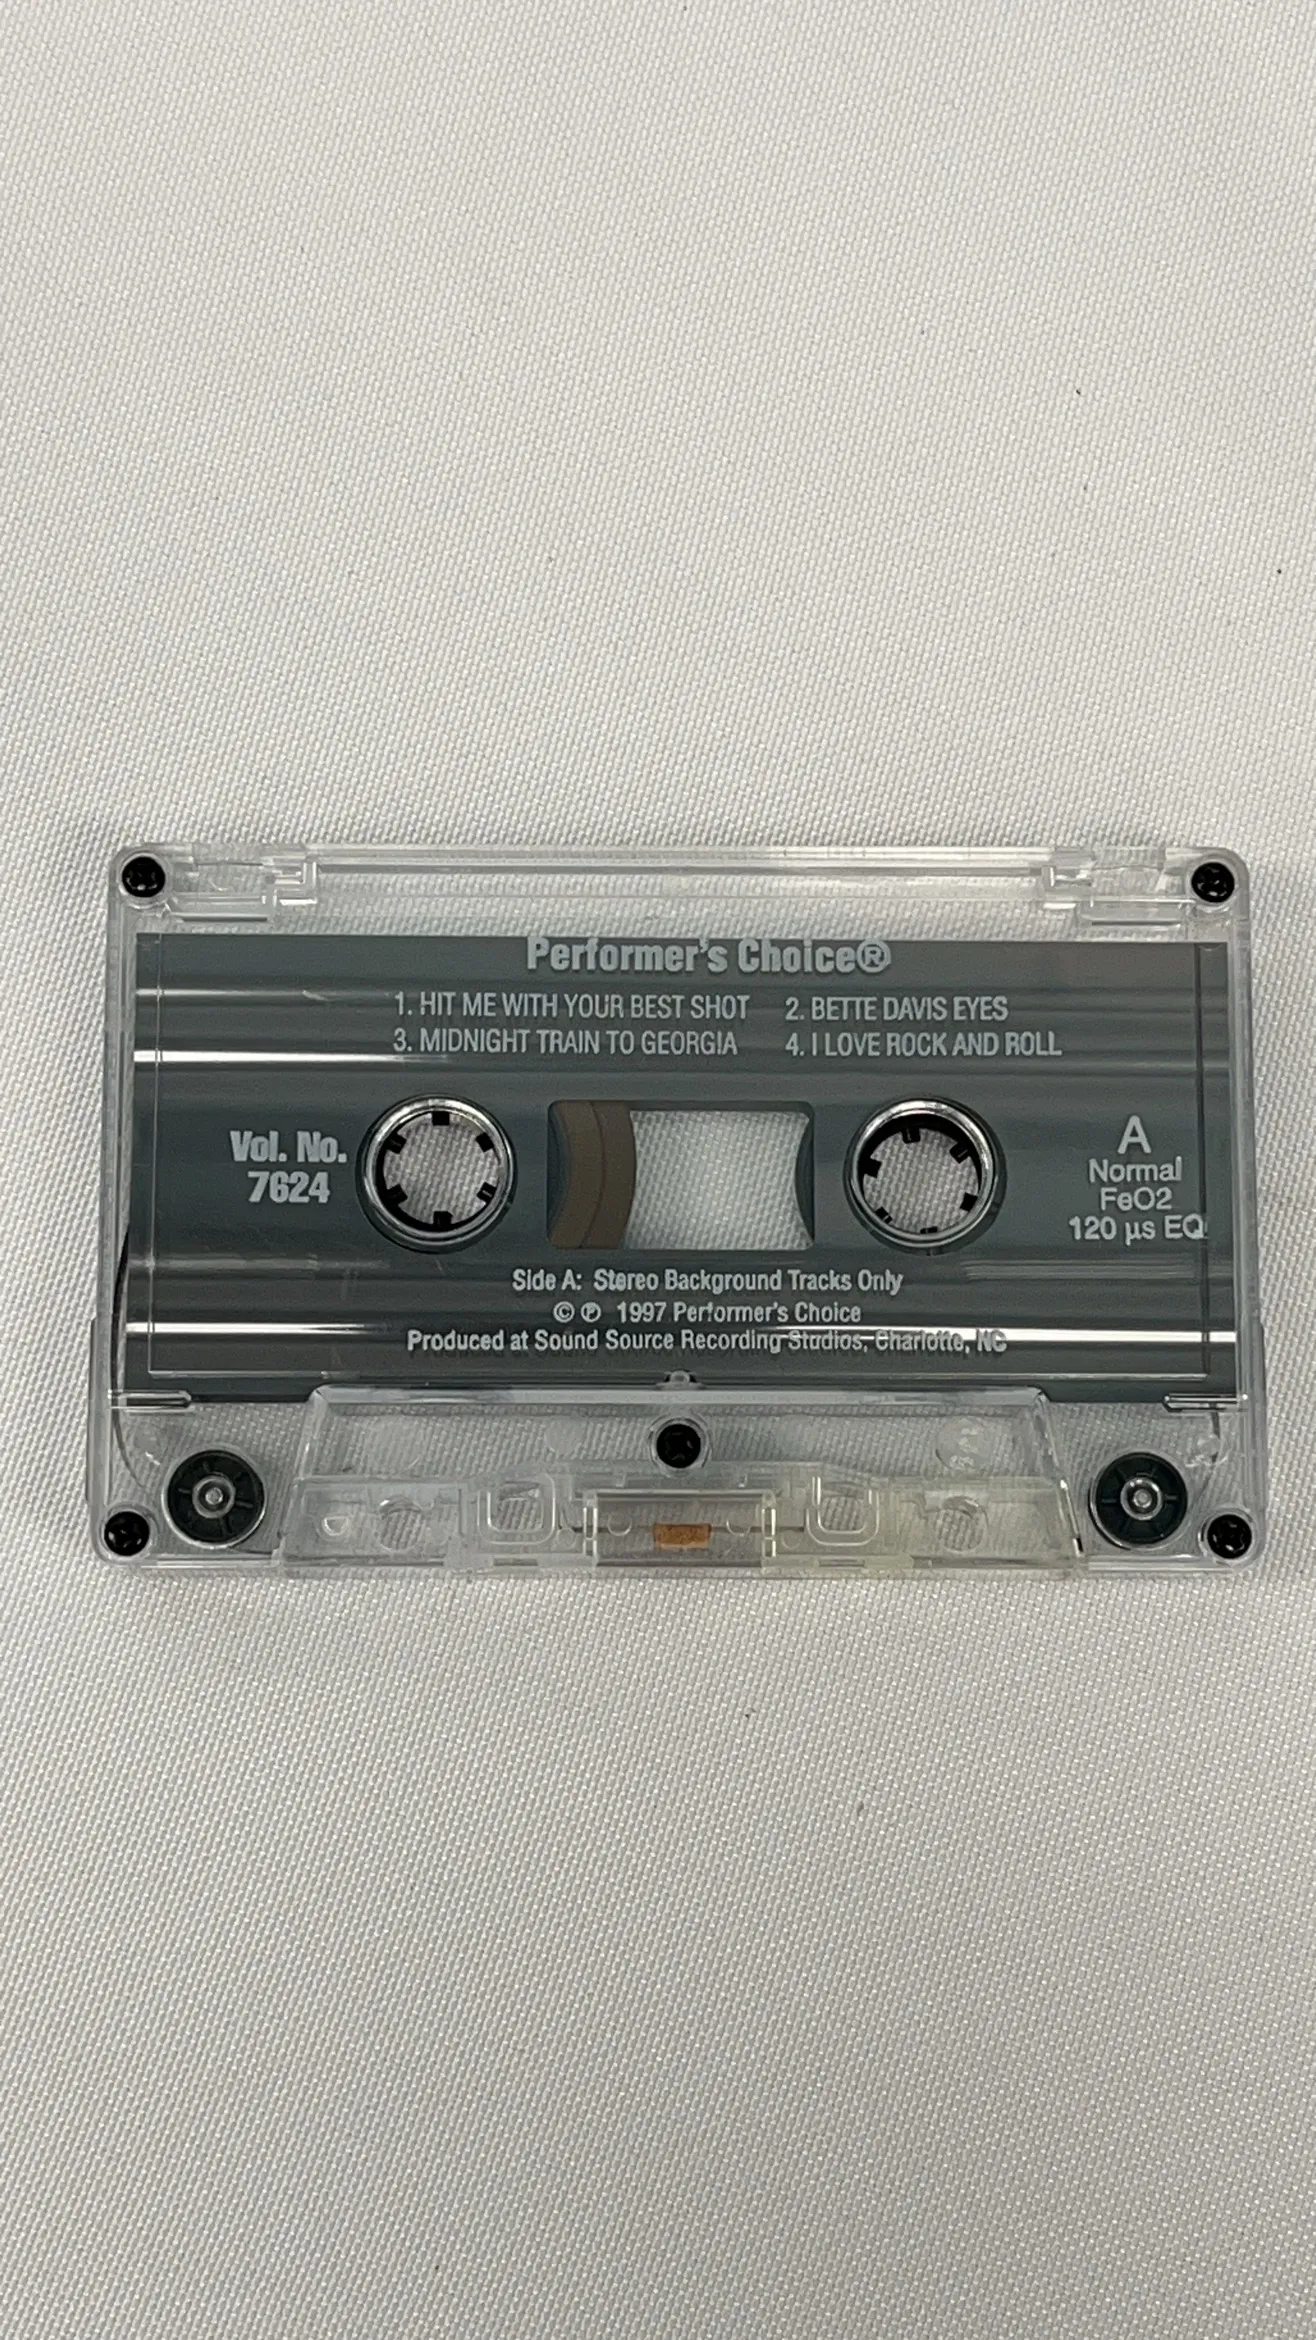 Performer's Choice®
1. HIT ME WITH YOUR BEST SHOT 2. BETTE DAVIS EYES
3. MIDNIGHT TRAIN TO GEORGIA 4. I LOVE ROCK AND ROLL
Vol. No.
7624
A
Normal
FeO2
120 µs EQ
Side A: Stereo Background Tracks Only
© ℗ 1997 Performer's Choice
Produced at Sound Source Recording Studios, Charlotte, NC